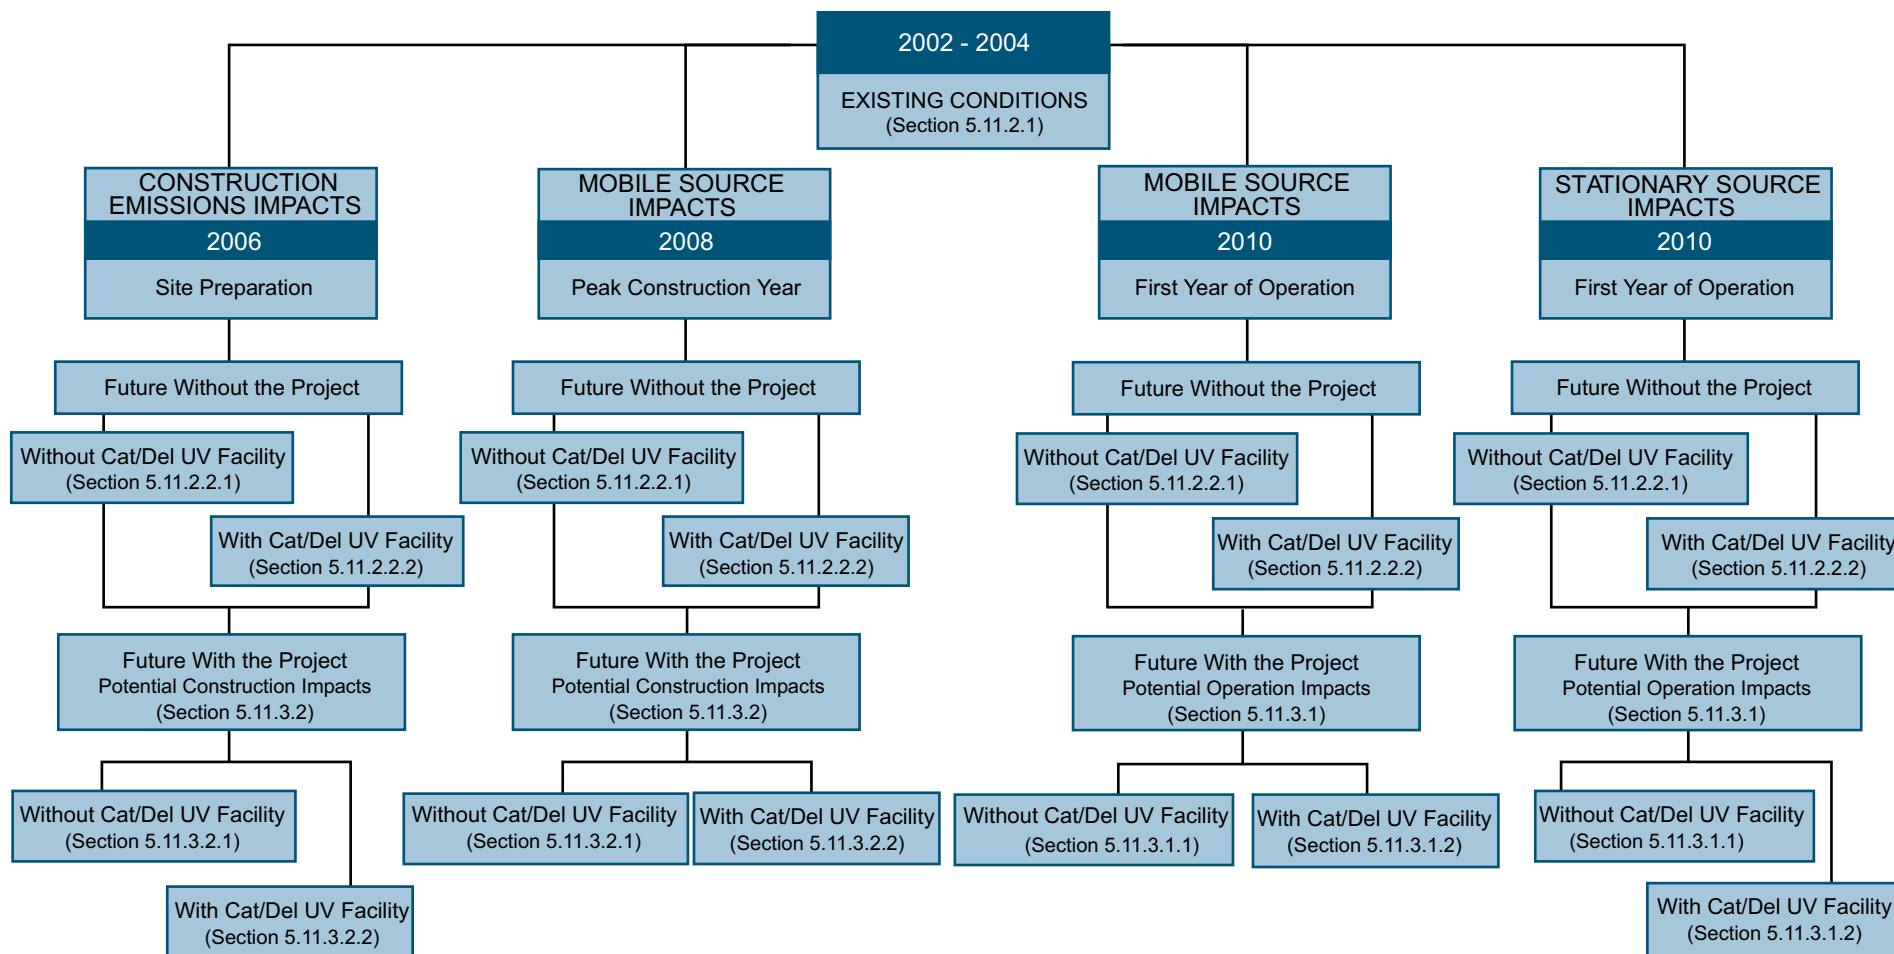 2002 - 2004
EXISTING CONDITIONS
(Section 5.11.2.1)
CONSTRUCTION
EMISSIONS IMPACTS
2006
Site Preparation
Future Without the Project
Without Cat/Del UV Facility
(Section 5.11.2.2.1)
With Cat/Del UV Facility
(Section 5.11.2.2.2)
Future With the Project
Potential Construction Impacts
(Section 5.11.3.2)
Without Cat/Del UV Facility
(Section 5.11.3.2.1)
With Cat/Del UV Facility
(Section 5.11.3.2.2)
MOBILE SOURCE
IMPACTS
2008
Peak Construction Year
Future Without the Project
Without Cat/Del UV Facility
(Section 5.11.2.2.1)
With Cat/Del UV Facility
(Section 5.11.2.2.2)
Future With the Project
Potential Construction Impacts
(Section 5.11.3.2)
Without Cat/Del UV Facility
(Section 5.11.3.2.1)
With Cat/Del UV Facility
(Section 5.11.3.2.2)
MOBILE SOURCE
IMPACTS
2010
First Year of Operation
Future Without the Project
Without Cat/Del UV Facility
(Section 5.11.2.2.1)
With Cat/Del UV Facility
(Section 5.11.2.2.2)
Future With the Project
Potential Operation Impacts
(Section 5.11.3.1)
Without Cat/Del UV Facility
(Section 5.11.3.1.1)
With Cat/Del UV Facility
(Section 5.11.3.1.2)
STATIONARY SOURCE
IMPACTS
2010
First Year of Operation
Future Without the Project
Without Cat/Del UV Facility
(Section 5.11.2.2.1)
With Cat/Del UV Facility
(Section 5.11.2.2.2)
Future With the Project
Potential Operation Impacts
(Section 5.11.3.1)
Without Cat/Del UV Facility
(Section 5.11.3.1.1)
With Cat/Del UV Facility
(Section 5.11.3.1.2)